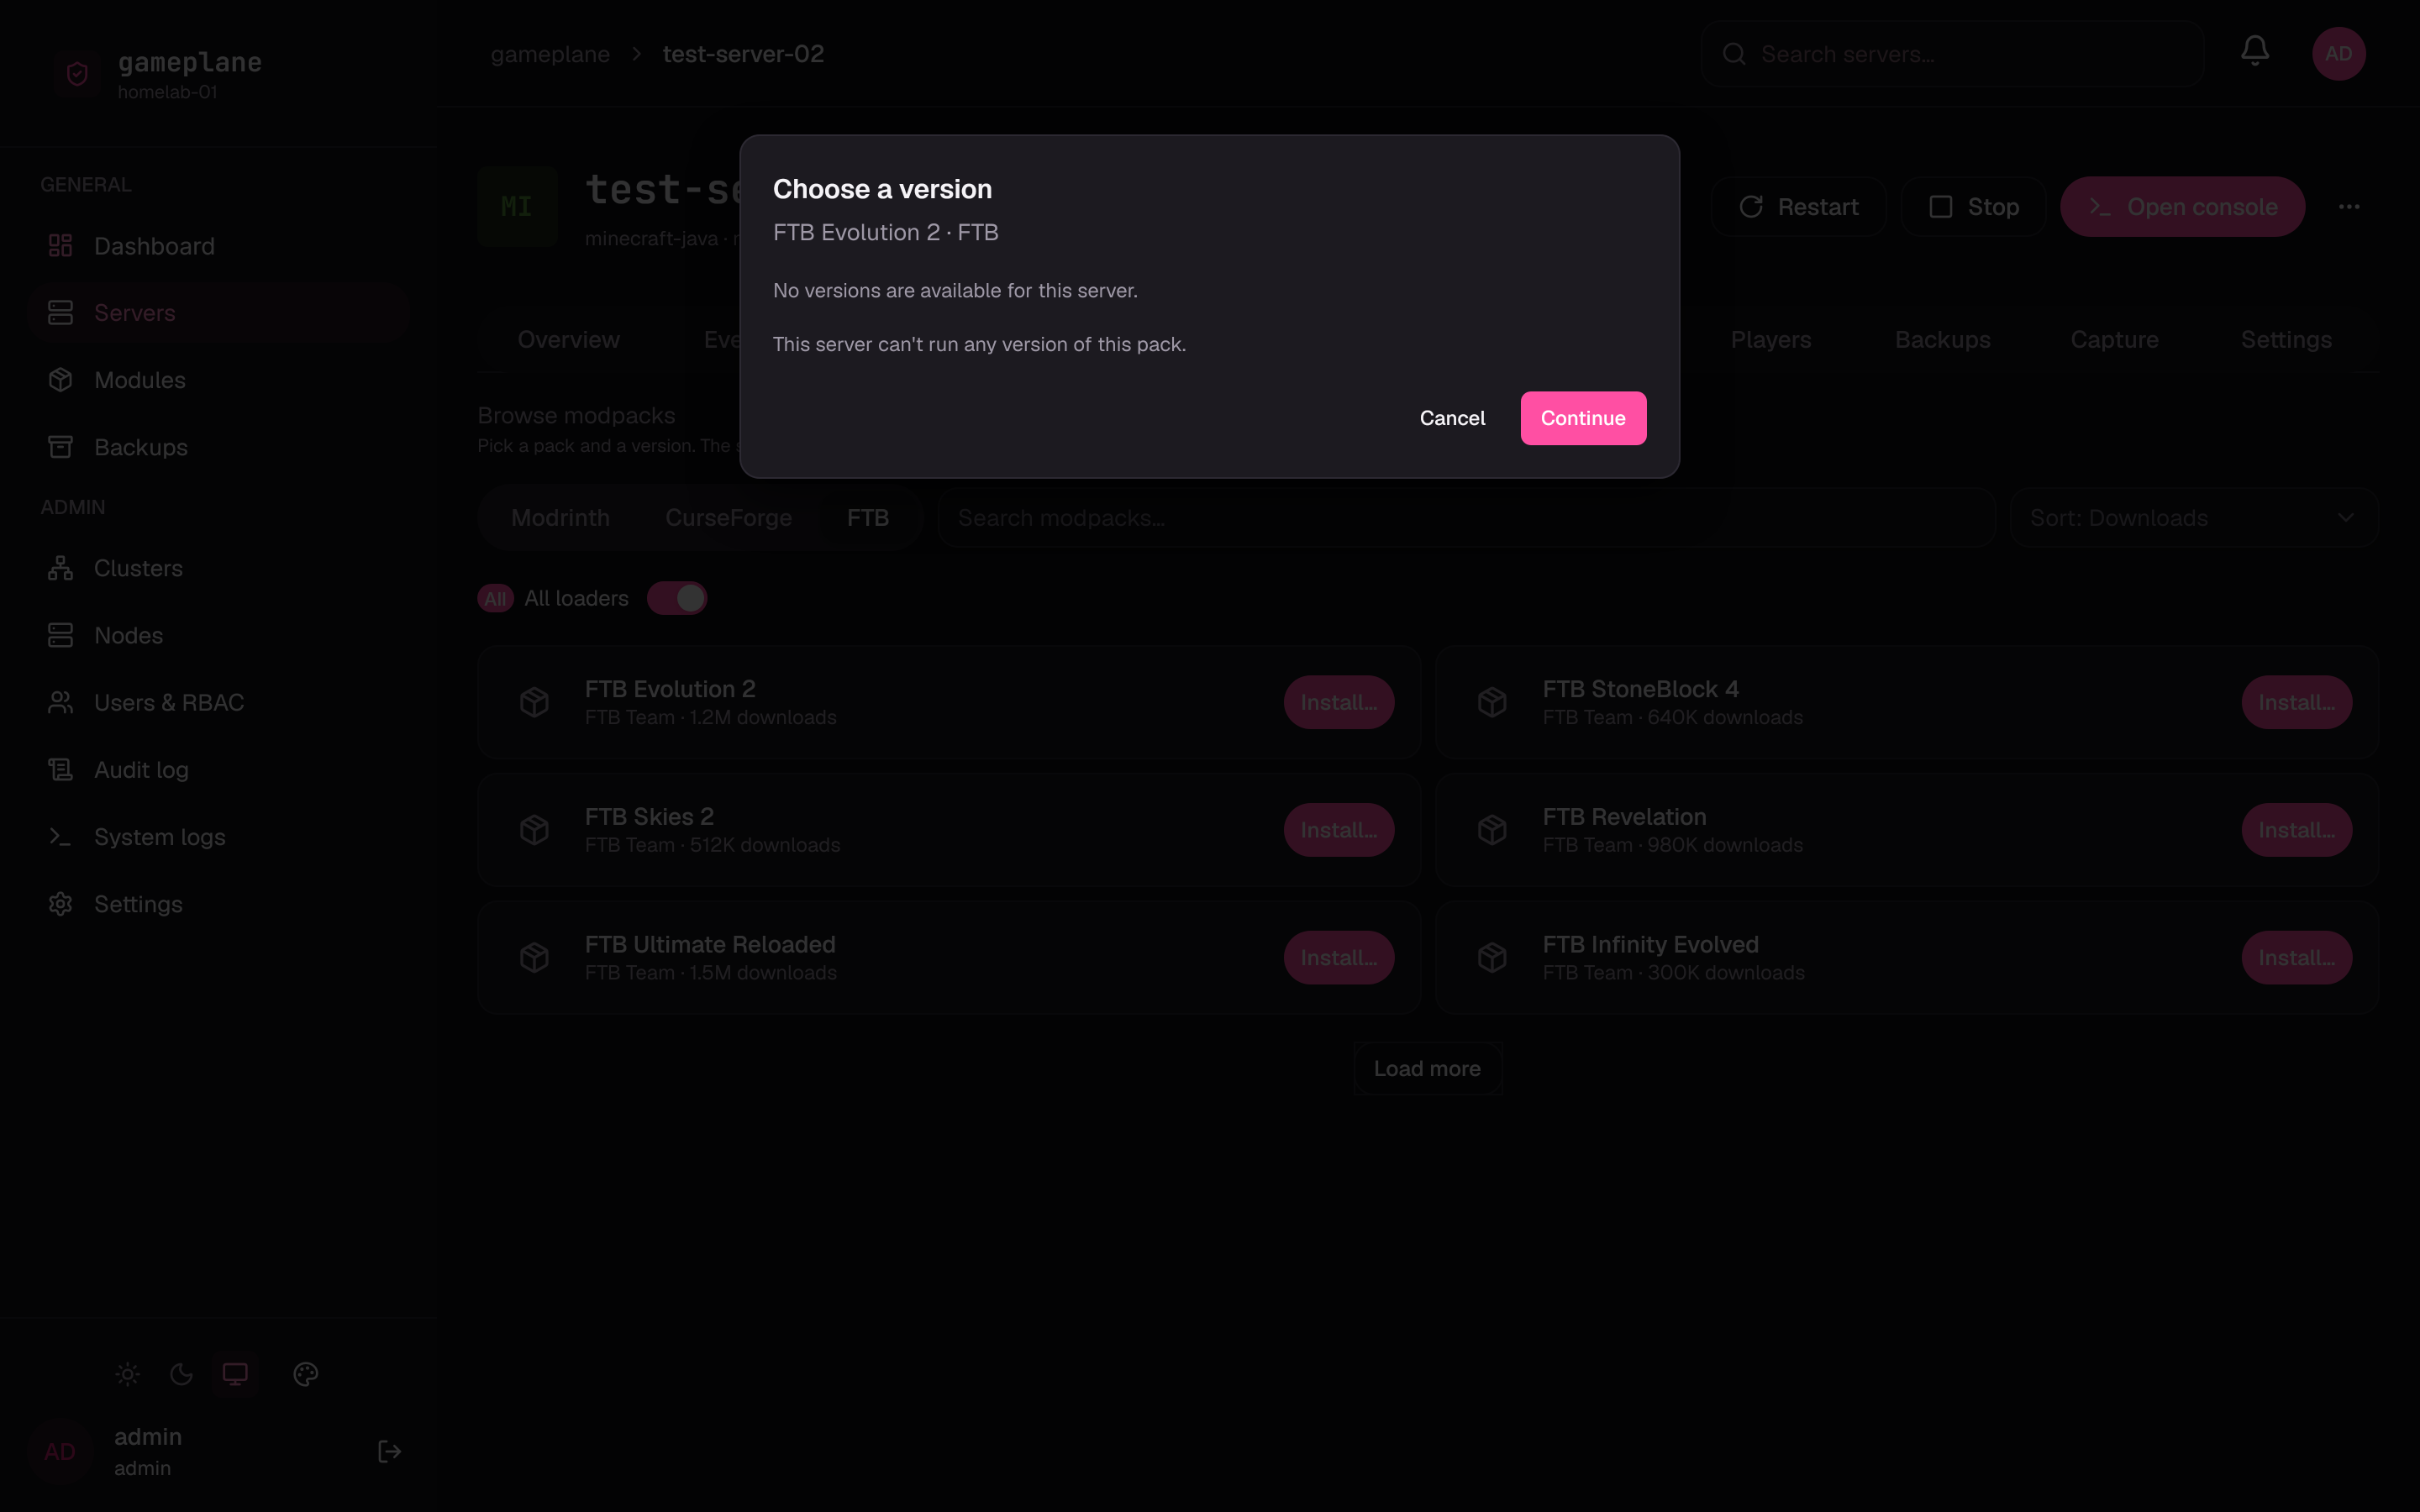 gameplane
homelab-01
gameplane > test-server-02
Search servers...
AD
GENERAL
Dashboard
Servers
Modules
Backups
ADMIN
Clusters
Nodes
Users & RBAC
Audit log
System logs
Settings
admin
admin
AD
MI
test-se
minecraft-java ·
Restart
Stop
Open console
Overview
Eve
Players
Backups
Capture
Settings
Choose a version
FTB Evolution 2 · FTB
No versions are available for this server.
This server can't run any version of this pack.
Cancel
Continue
Browse modpacks
Pick a pack and a version. The s
Modrinth
CurseForge
FTB
Search modpacks...
Sort: Downloads
All
All loaders
FTB Evolution 2
FTB Team · 1.2M downloads
Install...
FTB StoneBlock 4
FTB Team · 640K downloads
Install...
FTB Skies 2
FTB Team · 512K downloads
Install...
FTB Revelation
FTB Team · 980K downloads
Install...
FTB Ultimate Reloaded
FTB Team · 1.5M downloads
Install...
FTB Infinity Evolved
FTB Team · 300K downloads
Install...
Load more